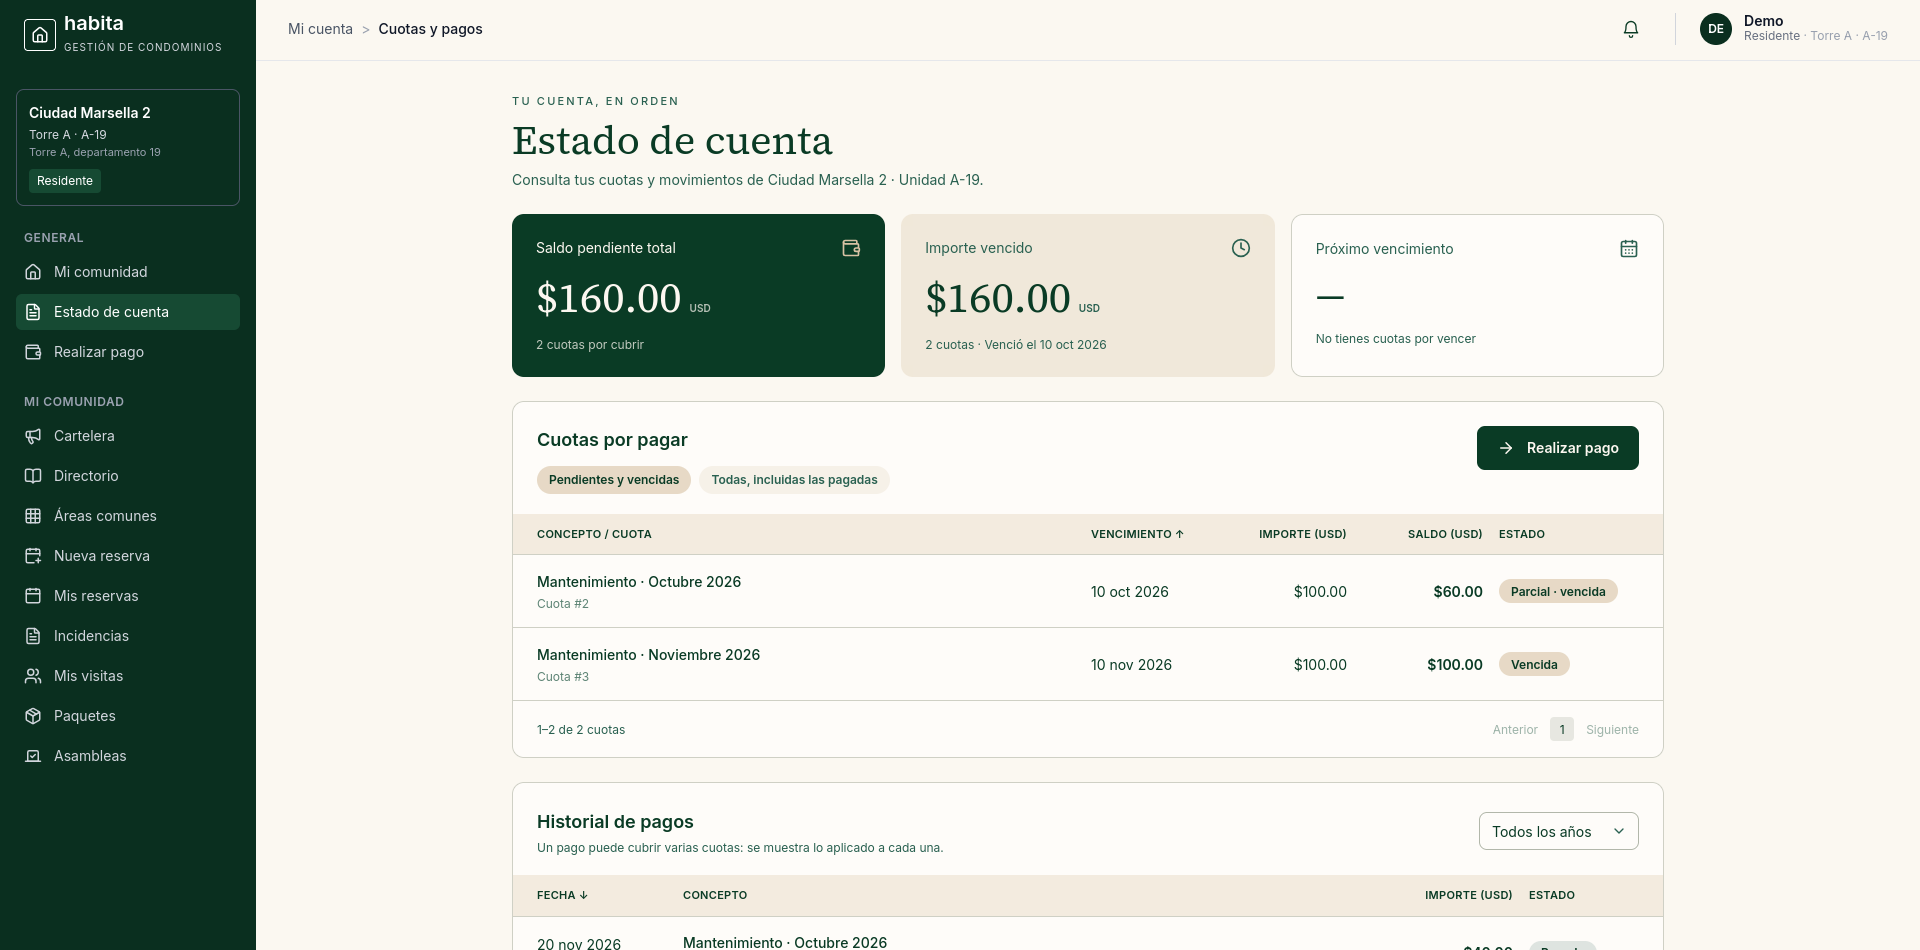 habita
GESTIÓN DE CONDOMINIOS
Ciudad Marsella 2
Torre A · A-19
Torre A, departamento 19
Residente
GENERAL
Mi comunidad
Estado de cuenta
Realizar pago
MI COMUNIDAD
Cartelera
Directorio
Áreas comunes
Nueva reserva
Mis reservas
Incidencias
Mis visitas
Paquetes
Asambleas
Mi cuenta > Cuotas y pagos
DE
Demo
Residente · Torre A · A-19
TU CUENTA, EN ORDEN
Estado de cuenta
Consulta tus cuotas y movimientos de Ciudad Marsella 2 · Unidad A-19.
Saldo pendiente total
$160.00 USD
2 cuotas por cubrir
Importe vencido
$160.00 USD
2 cuotas · Venció el 10 oct 2026
Próximo vencimiento
—
No tienes cuotas por vencer
Cuotas por pagar
Realizar pago
Pendientes y vencidas
Todas, incluidas las pagadas
CONCEPTO / CUOTA VENCIMIENTO ↑ IMPORTE (USD) SALDO (USD) ESTADO
Mantenimiento · Octubre 2026
Cuota #2
10 oct 2026 $100.00 $60.00 Parcial · vencida
Mantenimiento · Noviembre 2026
Cuota #3
10 nov 2026 $100.00 $100.00 Vencida
1–2 de 2 cuotas
Anterior 1 Siguiente
Historial de pagos
Un pago puede cubrir varias cuotas: se muestra lo aplicado a cada una.
Todos los años
FECHA ↓ CONCEPTO IMPORTE (USD) ESTADO
20 nov 2026 Mantenimiento · Octubre 2026